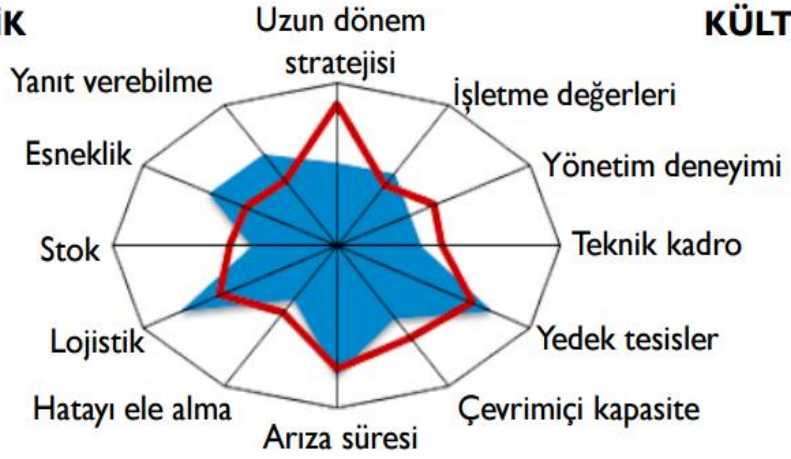 İK
Uzun dönem
stratejisi
KÜLT
Yanıt verebilme
İşletme değerleri
Esneklik
Yönetim deneyimi
Stok
Teknik kadro
Lojistik
Yedek tesisler
Hatayı ele alma
Çevrimiçi kapasite
Arıza süresi